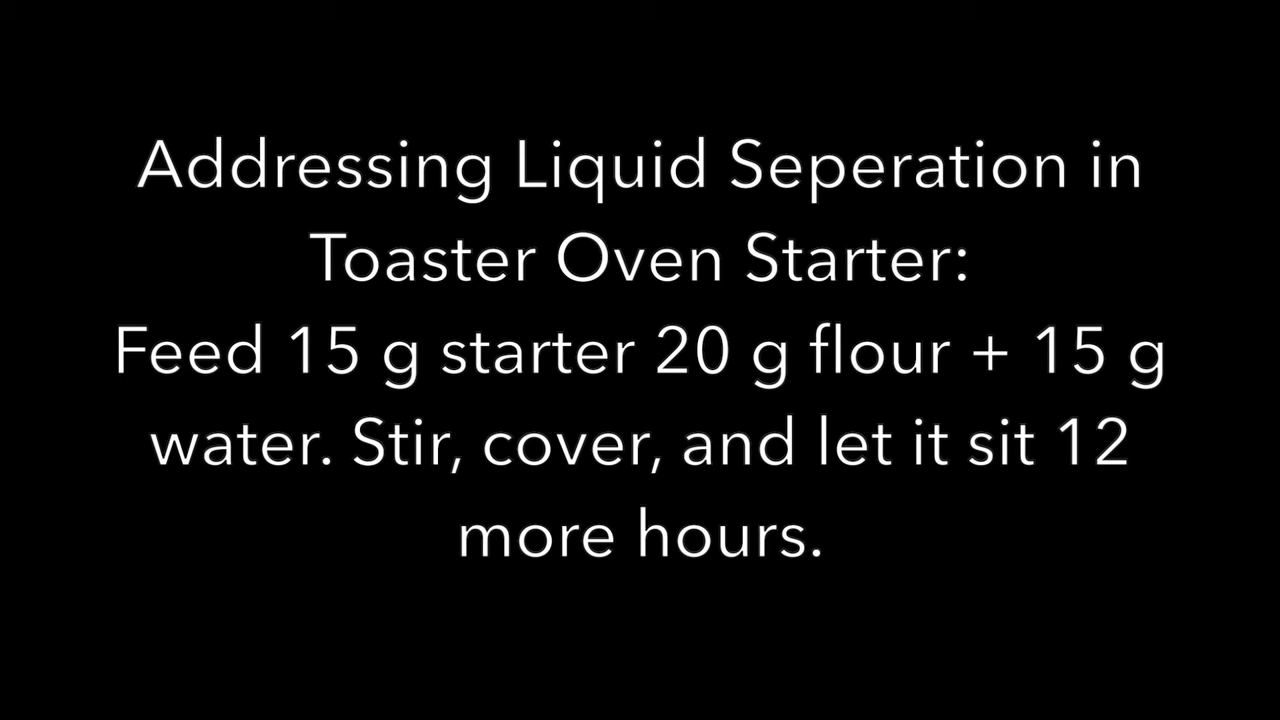 Addressing Liquid Seperation in
Toaster Oven Starter:
Feed 15 g starter 20 g flour + 15 g
water. Stir, cover, and let it sit 12
more hours.